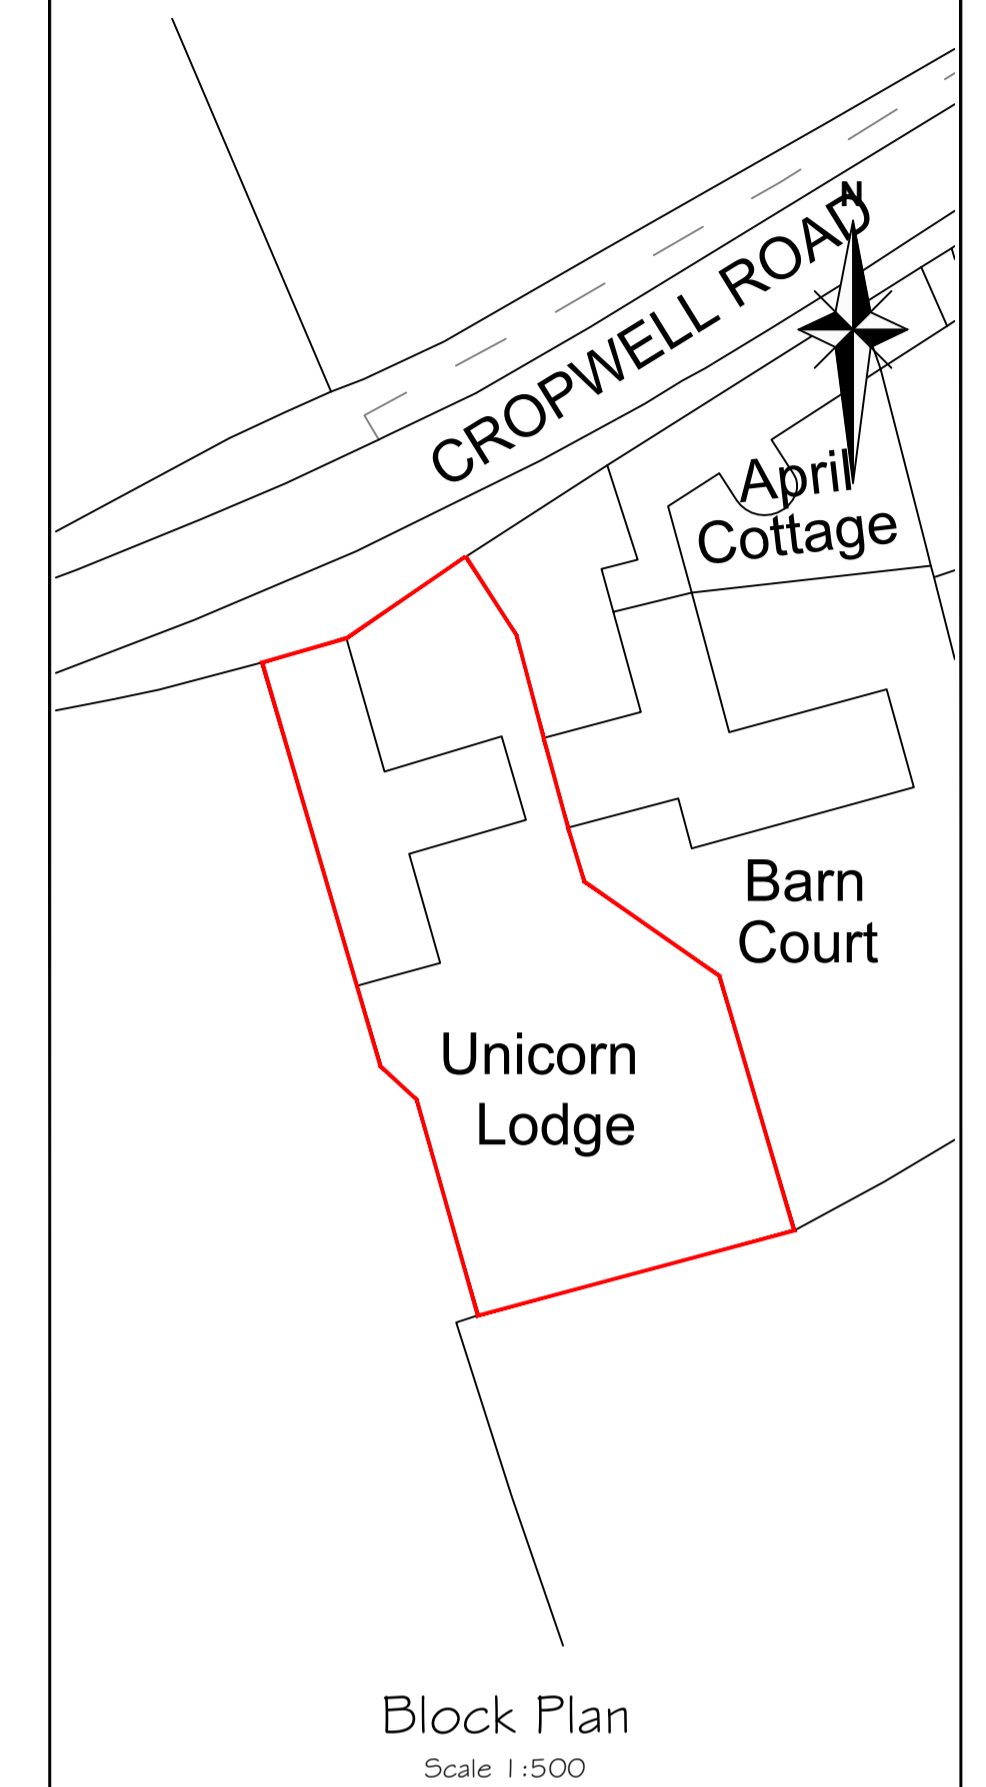 N
CROPWELL ROAD
April
Cottage
Barn
Court
Unicorn
Lodge
Block Plan
Scale 1:500